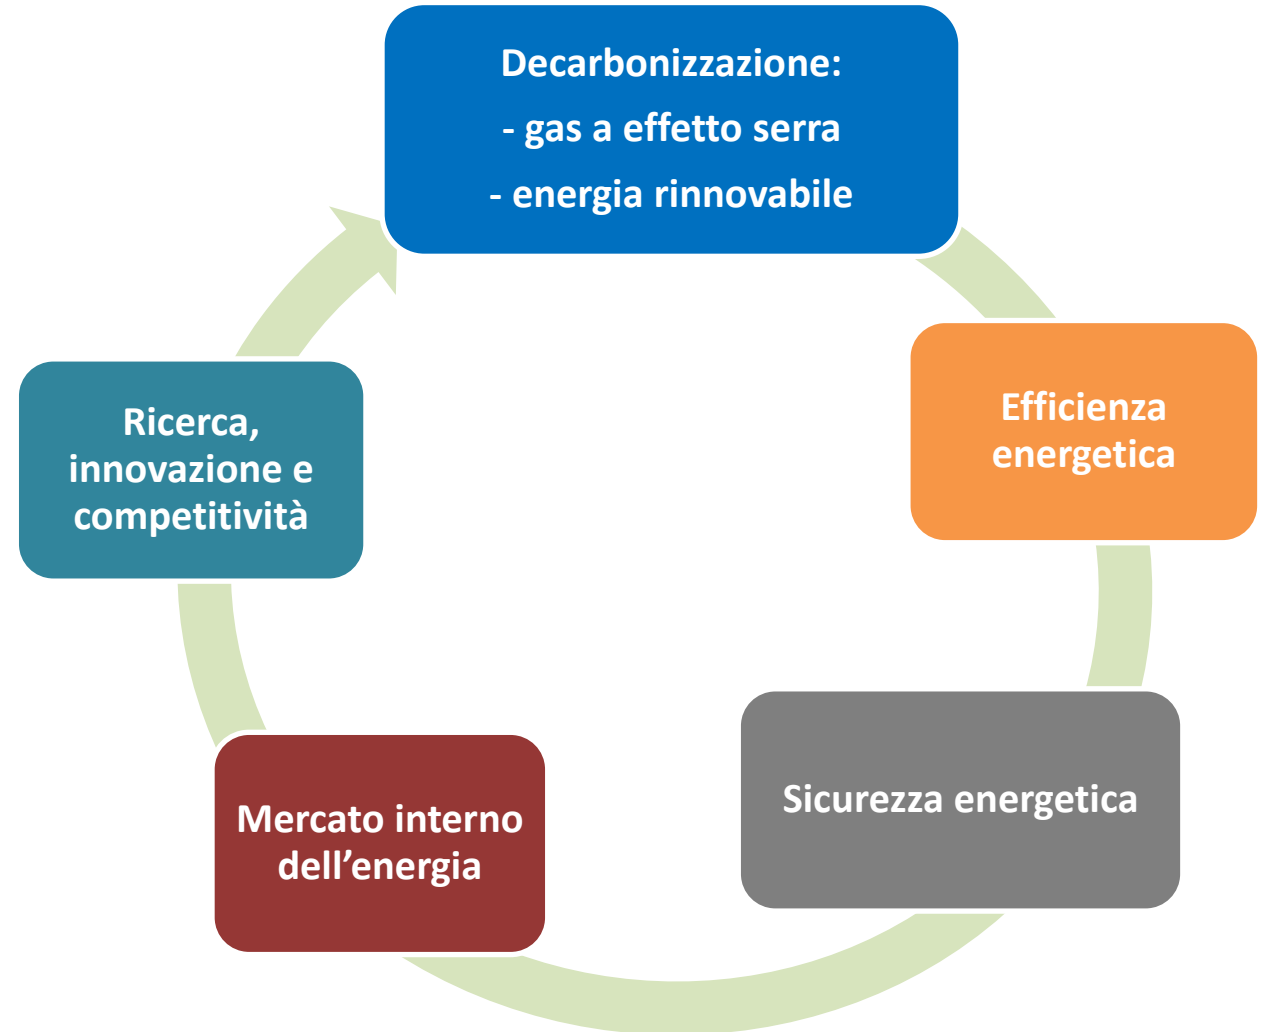 Decarbonizzazione:
- gas a effetto serra
- energia rinnovabile
Efficienza
energetica
Sicurezza energetica
Mercato interno
dell’energia
Ricerca,
innovazione e
competitività